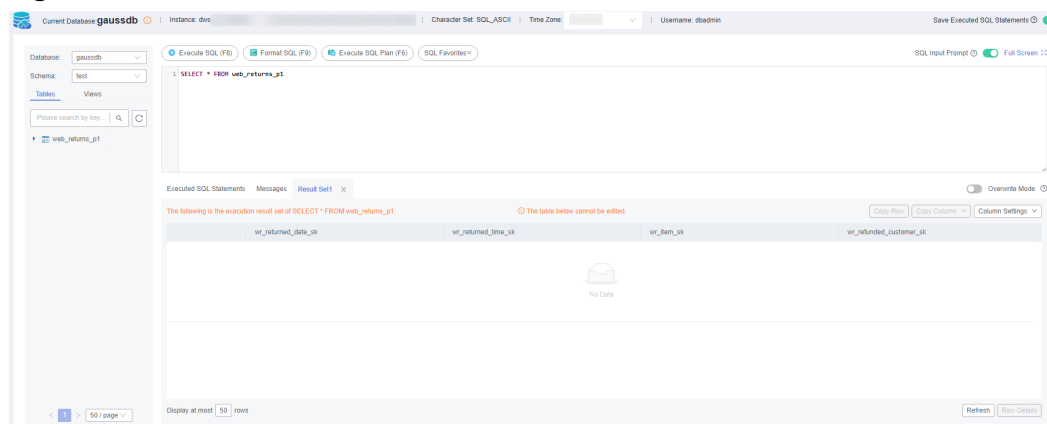 Current Database: gaussdb | Instance: dws | Character Set: SQL_ASCII | Time Zone: | Username: dbadmin Save Executed SQL Statements
Database: gaussdb
Schema: test
Tables Views
Please search by key...
web_returns_p1
< 1 > 50 / page
Execute SQL (F8) Format SQL (F9) Execute SQL Plan (F6) SQL Favorites SQL Input Prompt Full Screen
1 SELECT * FROM web_returns_p1
Executed SQL Statements Messages Result Set1 × Overwrite Mode
The following is the execution result set of SELECT * FROM web_returns_p1. The table below cannot be edited. Copy Row Copy Column Column Settings
wr_returned_date_sk wr_returned_time_sk wr_item_sk wr_refunded_customer_sk
No Data
Display at most 50 rows Refresh Row Details